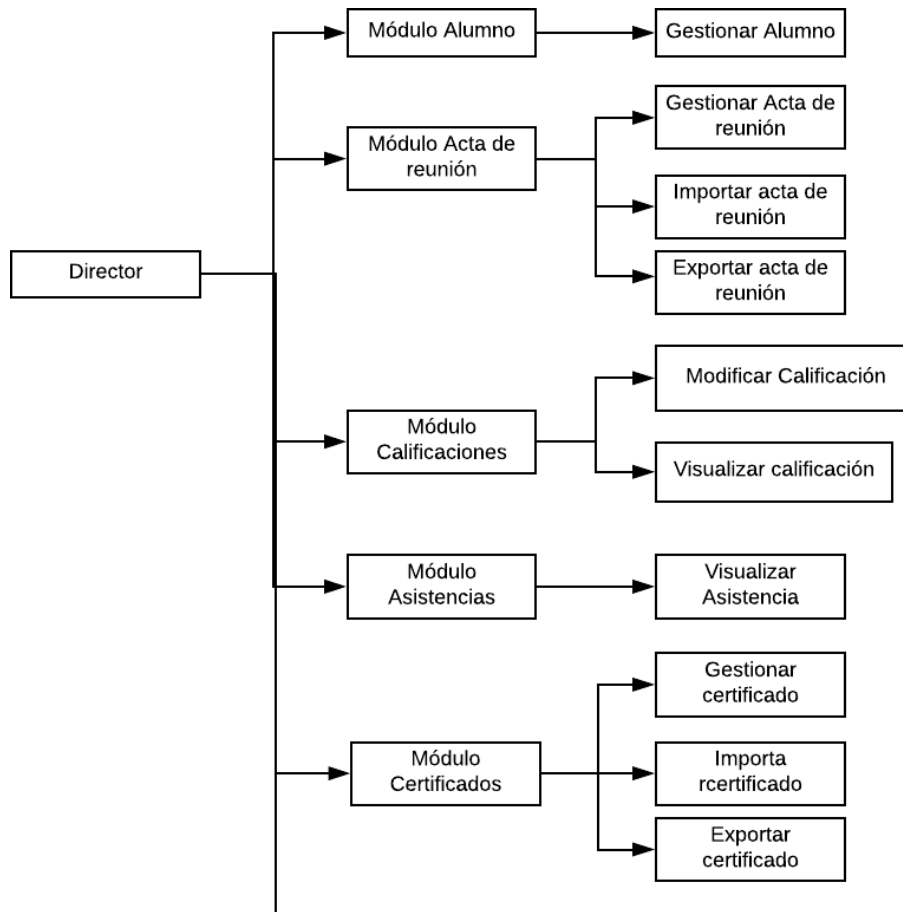 Módulo Alumno
Gestionar Alumno
Módulo Acta de
reunión
Gestionar Acta de
reunión
Importar acta de
reunión
Exportar acta de
reunión
Director
Módulo
Calificaciones
Modificar Calificación
Visualizar calificación
Módulo
Asistencias
Visualizar
Asistencia
Módulo
Certificados
Gestionar
certificado
Importa
rcertificado
Exportar
certificado